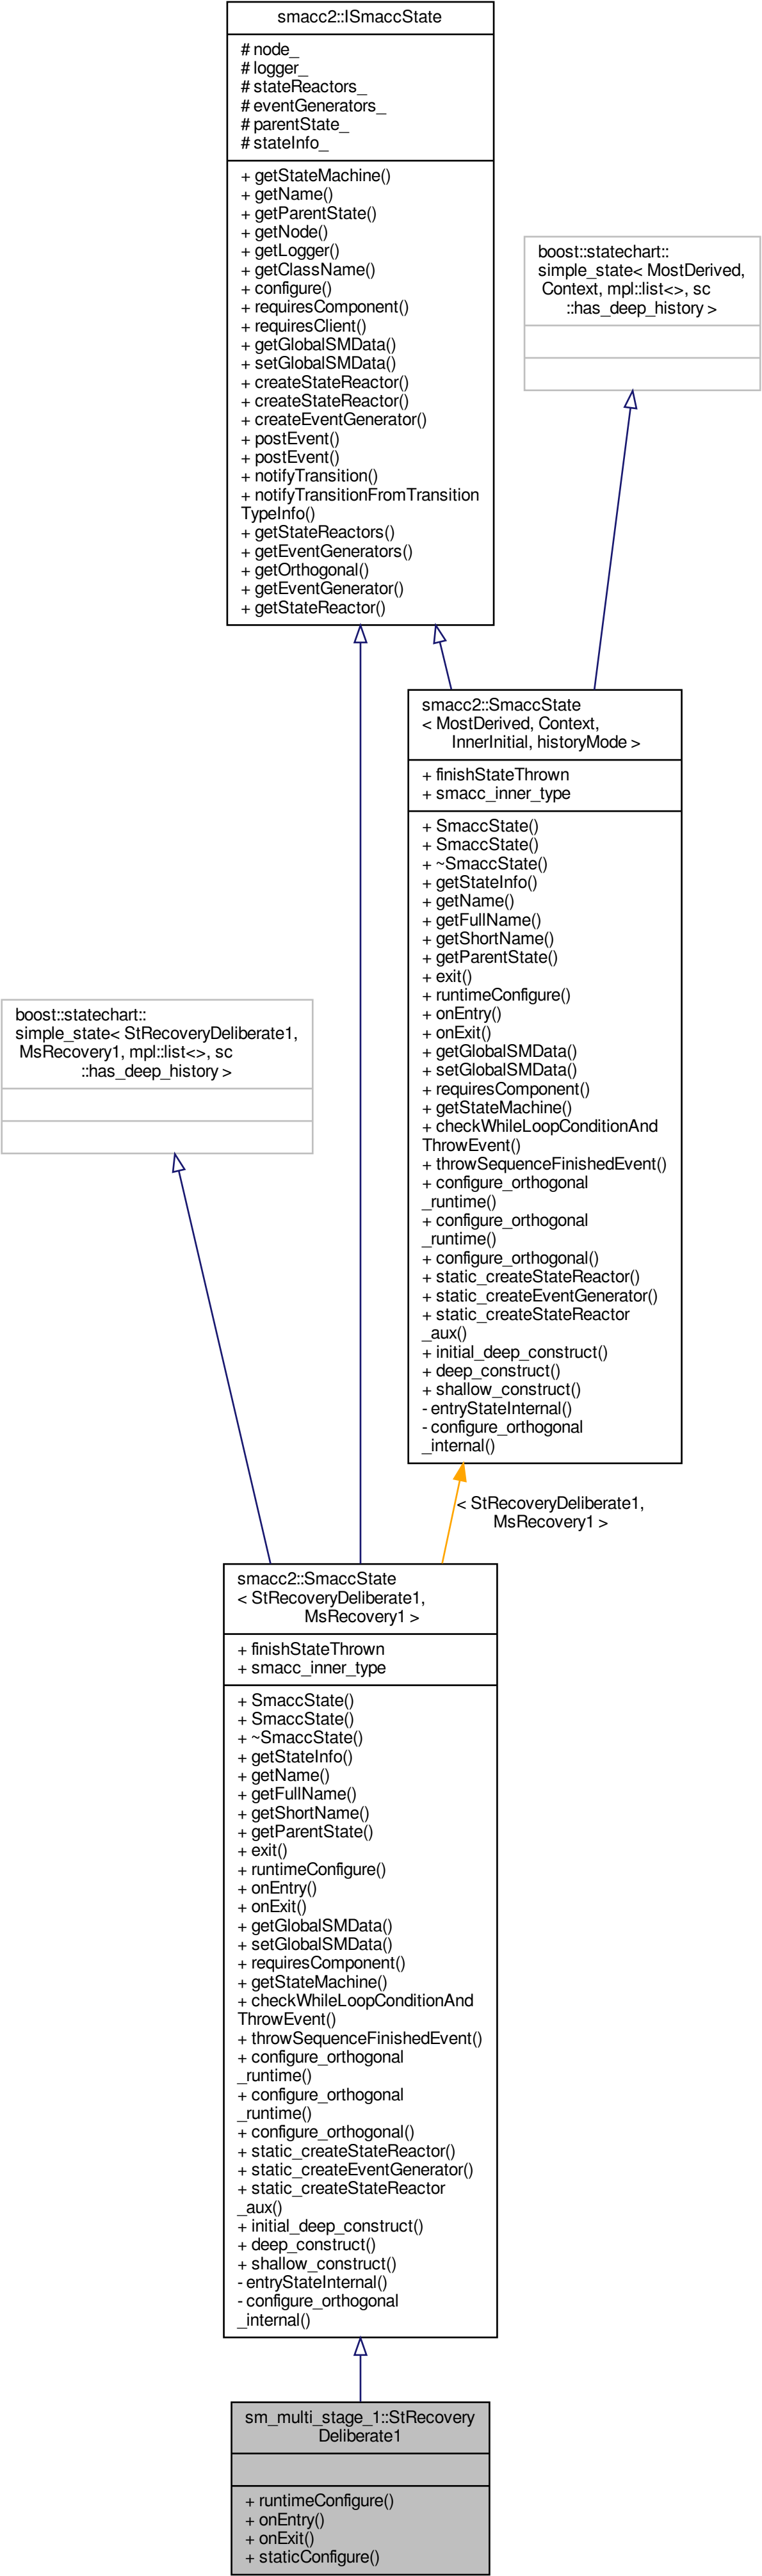 smacc2::ISmaccState
# node_
# logger_
# stateReactors_
# eventGenerators_
# parentState_
# stateInfo_
+ getStateMachine()
+ getName()
+ getParentState()
+ getNode()
+ getLogger()
+ getClassName()
+ configure()
+ requiresComponent()
+ requiresClient()
+ getGlobalSMData()
+ setGlobalSMData()
+ createStateReactor()
+ createStateReactor()
+ createEventGenerator()
+ postEvent()
+ postEvent()
+ notifyTransition()
+ notifyTransitionFromTransition
TypeInfo()
+ getStateReactors()
+ getEventGenerators()
+ getOrthogonal()
+ getEventGenerator()
+ getStateReactor()
boost::statechart::
simple_state< MostDerived,
Context, mpl::list<>, sc
::has_deep_history >
smacc2::SmaccState
< MostDerived, Context,
InnerInitial, historyMode >
+ finishStateThrown
+ smacc_inner_type
+ SmaccState()
+ SmaccState()
+ ~SmaccState()
+ getStateInfo()
+ getName()
+ getFullName()
+ getShortName()
+ getParentState()
+ exit()
+ runtimeConfigure()
+ onEntry()
+ onExit()
+ getGlobalSMData()
+ setGlobalSMData()
+ requiresComponent()
+ getStateMachine()
+ checkWhileLoopConditionAnd
ThrowEvent()
+ throwSequenceFinishedEvent()
+ configure_orthogonal
_runtime()
+ configure_orthogonal
_runtime()
+ configure_orthogonal()
+ static_createStateReactor()
+ static_createEventGenerator()
+ static_createStateReactor
_aux()
+ initial_deep_construct()
+ deep_construct()
+ shallow_construct()
- entryStateInternal()
- configure_orthogonal
_internal()
boost::statechart::
simple_state< StRecoveryDeliberate1,
MsRecovery1, mpl::list<>, sc
::has_deep_history >
< StRecoveryDeliberate1,
MsRecovery1 >
smacc2::SmaccState
< StRecoveryDeliberate1,
MsRecovery1 >
+ finishStateThrown
+ smacc_inner_type
+ SmaccState()
+ SmaccState()
+ ~SmaccState()
+ getStateInfo()
+ getName()
+ getFullName()
+ getShortName()
+ getParentState()
+ exit()
+ runtimeConfigure()
+ onEntry()
+ onExit()
+ getGlobalSMData()
+ setGlobalSMData()
+ requiresComponent()
+ getStateMachine()
+ checkWhileLoopConditionAnd
ThrowEvent()
+ throwSequenceFinishedEvent()
+ configure_orthogonal
_runtime()
+ configure_orthogonal
_runtime()
+ configure_orthogonal()
+ static_createStateReactor()
+ static_createEventGenerator()
+ static_createStateReactor
_aux()
+ initial_deep_construct()
+ deep_construct()
+ shallow_construct()
- entryStateInternal()
- configure_orthogonal
_internal()
sm_multi_stage_1::StRecovery
Deliberate1
+ runtimeConfigure()
+ onEntry()
+ onExit()
+ staticConfigure()